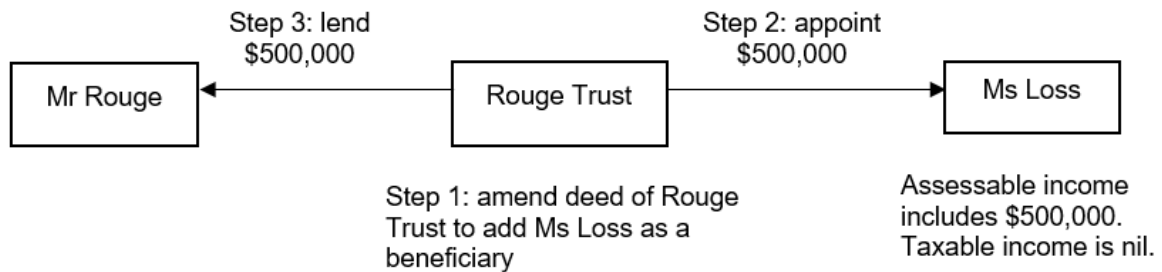 Step 3: lend
$500,000
Step 2: appoint
$500,000
Mr Rouge
Rouge Trust
Ms Loss
Step 1: amend deed of Rouge
Trust to add Ms Loss as a
beneficiary
Assessable income
includes $500,000.
Taxable income is nil.